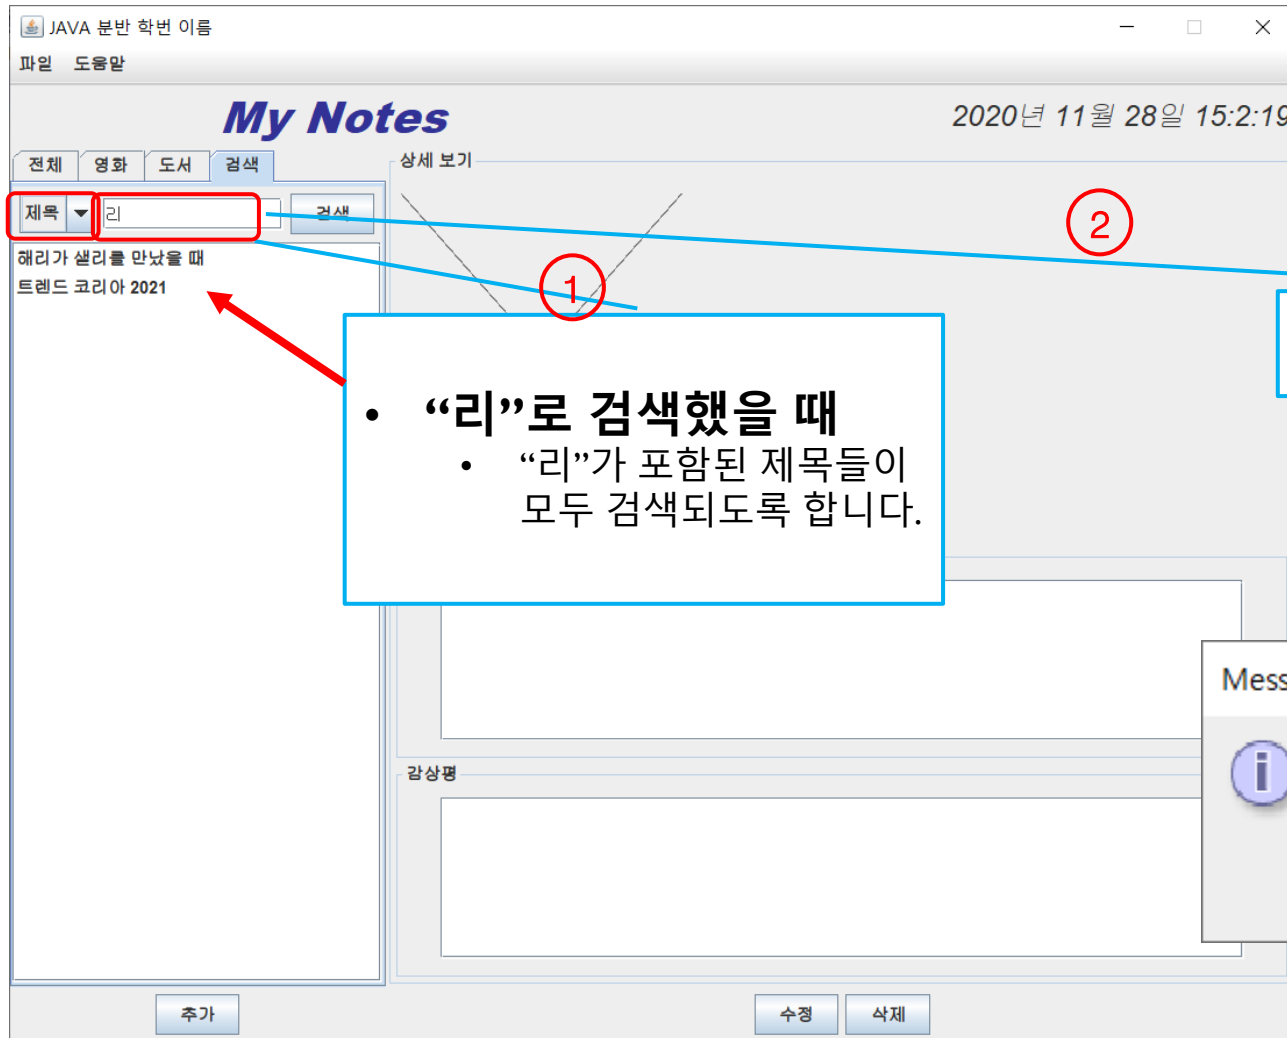 JAVA 분반 학번 이름
파일 도움말
My Notes
2020년 11월 28일 15:2:19
전체 영화 도서 검색
상세 보기
제목 리 검색
해리가 샐리를 만났을 때
트렌드 코리아 2021
1
2
• “리”로 검색했을 때
• “리”가 포함된 제목들이
모두 검색되도록 합니다.
Mess
감상평
추가
수정 삭제